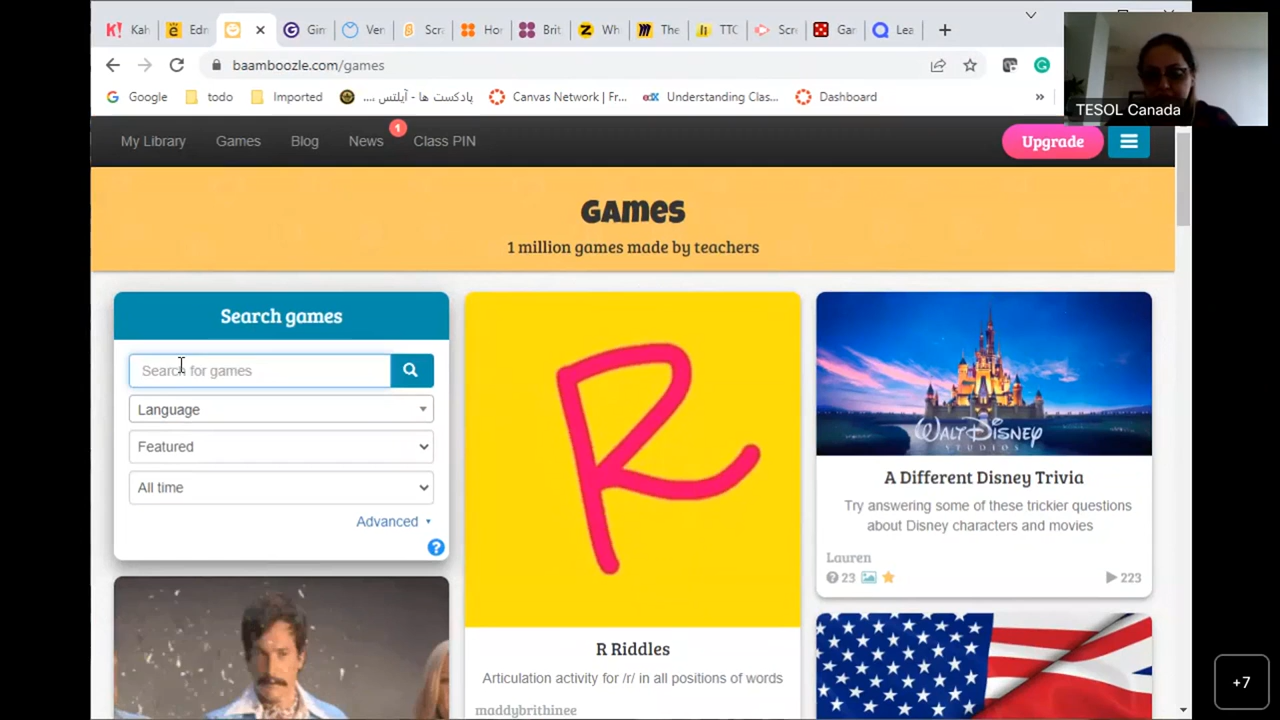 Kah
Edn
Gim
Ver
Scra
Hor
Brit
Wh
The
TTC
Scre
Gar
Lea
baamboozle.com/games
TESOL Canada
Google
todo
Imported
پادکست ها - آیلتس ....
Canvas Network | Fr...
Understanding Clas...
Dashboard
»
My Library
Games
Blog
News
1
Class PIN
Upgrade
Games
1 million games made by teachers
Search games
Search for games
Language
Featured
All time
Advanced
?
R
R Riddles
Articulation activity for /r/ in all positions of words
maddybrithinee
WALT DISNEY
STUDIOS
A Different Disney Trivia
Try answering some of these trickier questions
about Disney characters and movies
Lauren
23
223
+7